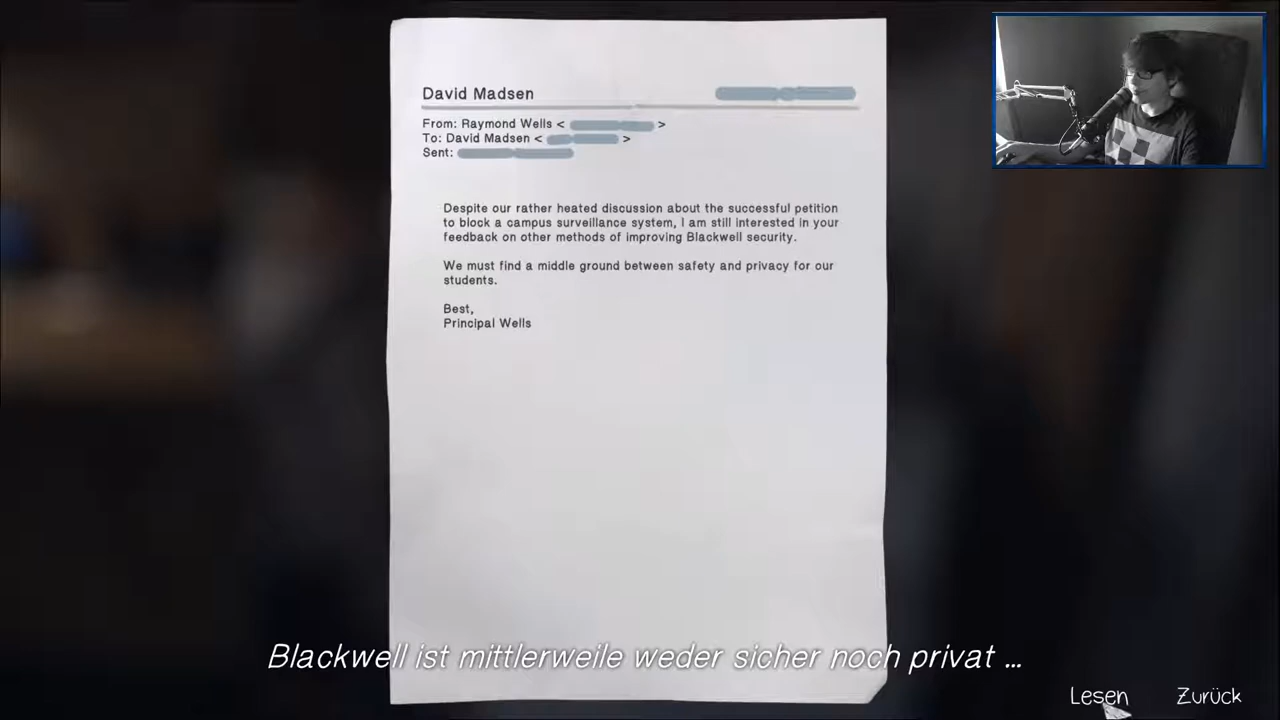 David Madsen
From: Raymond Wells < >
To: David Madsen < >
Sent:
Despite our rather heated discussion about the successful petition
to block a campus surveillance system, I am still interested in your
feedback on other methods of improving Blackwell security.
We must find a middle ground between safety and privacy for our
students.
Best,
Principal Wells
Blackwell ist mittlerweile weder sicher noch privat ...
Lesen Zurück